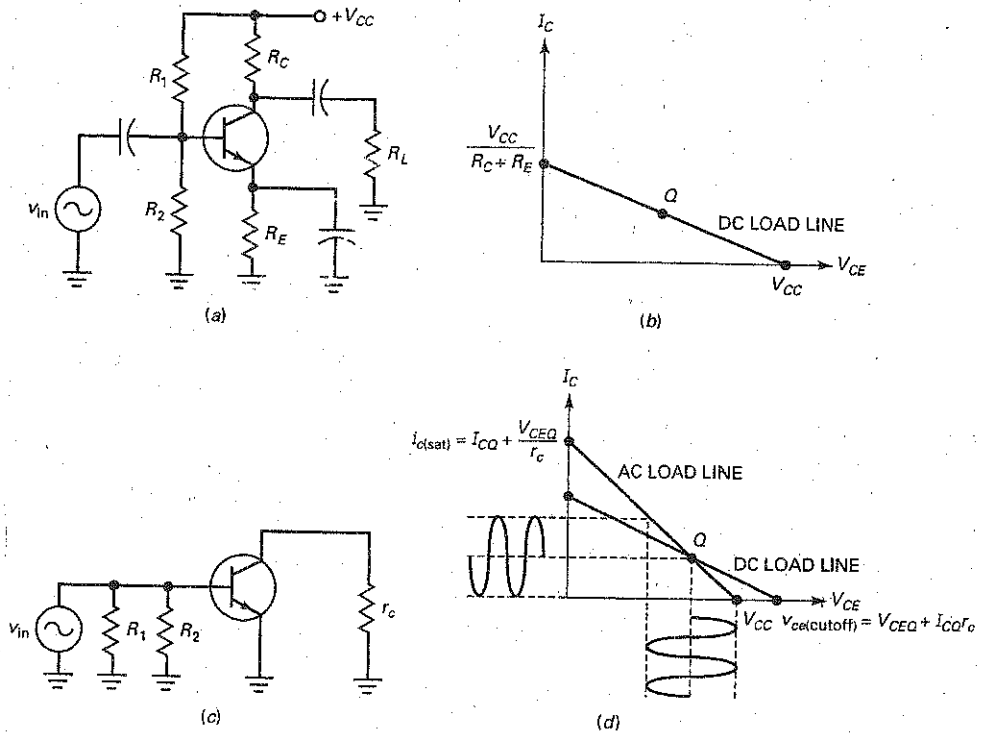 +V_CC
R_C
R_1
R_L
v_in
R_2
R_E
(a)
I_C
V_CC
R_C + R_E
Q
DC LOAD LINE
V_CE
V_CC
(b)
v_in
R_1
R_2
r_c
(c)
I_C
i_c(sat) = I_CQ + V_CEQ / r_c
AC LOAD LINE
Q
DC LOAD LINE
V_CE
V_CC v_ce(cutoff) = V_CEQ + I_CQ r_c
(d)